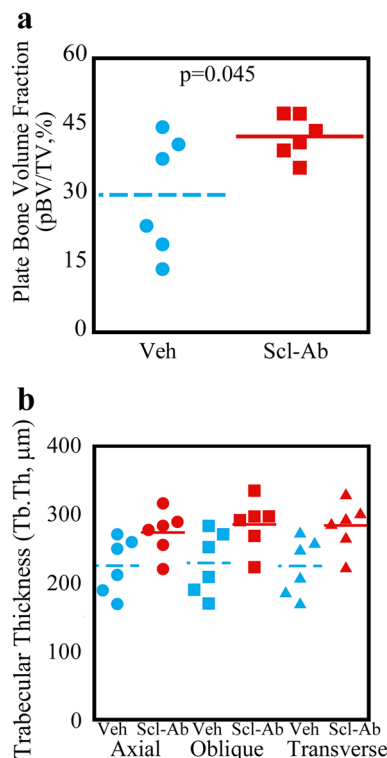 a
Plate Bone Volume Fraction
(pBV/TV,%)
60
45
30
15
0
p=0.045
Veh Scl-Ab
b
Trabecular Thickness (Tb.Th, μm)
400
300
200
100
0
Veh Scl-Ab Veh Scl-Ab Veh Scl-Ab
Axial Oblique Transverse